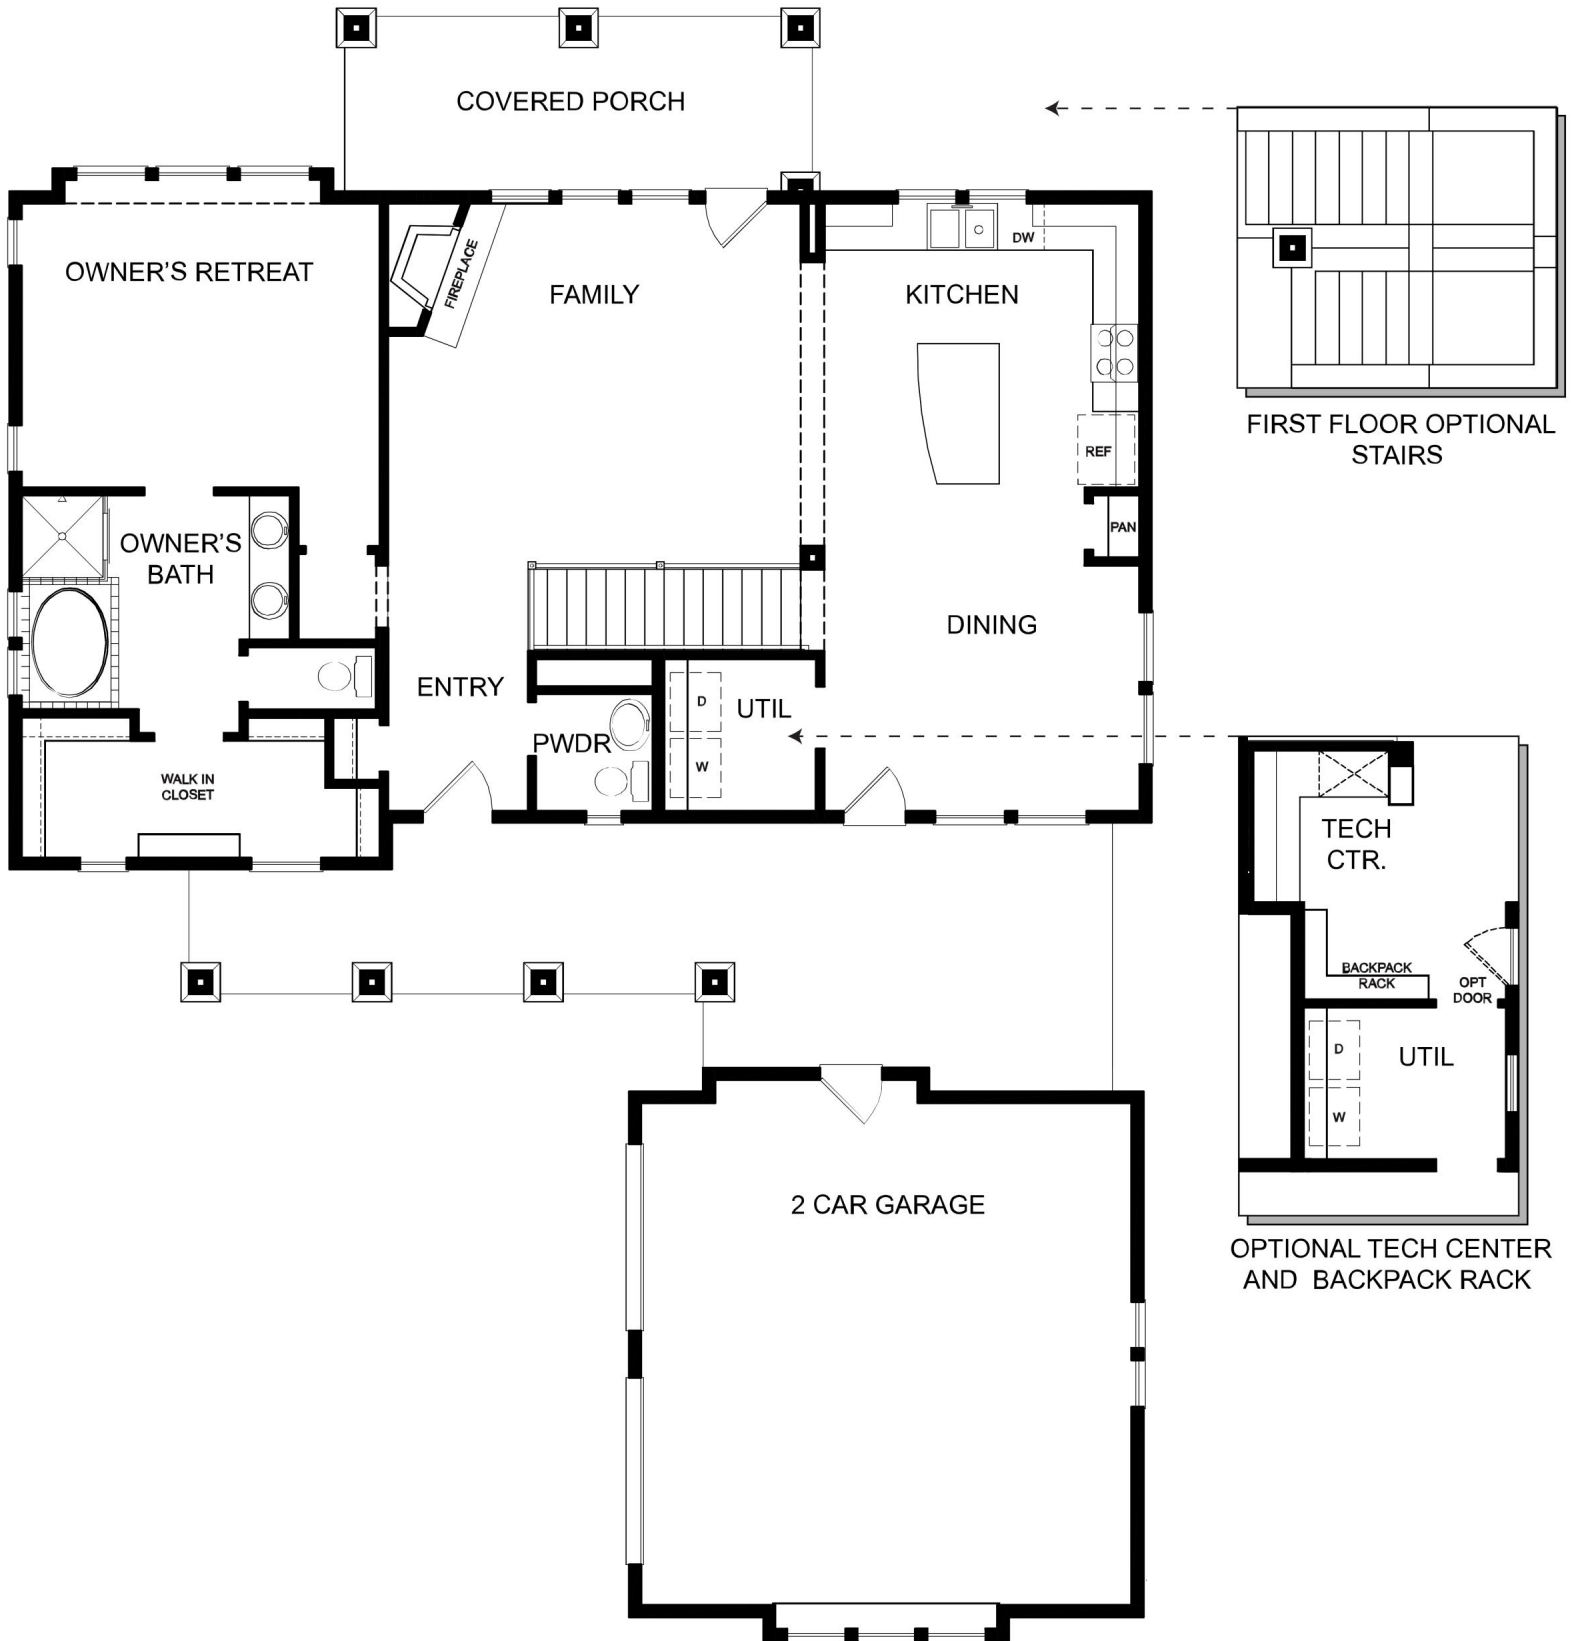 COVERED PORCH
OWNER'S RETREAT
FIREPLACE
FAMILY
KITCHEN
DW
REF
PAN
FIRST FLOOR OPTIONAL
STAIRS
OWNER'S
BATH
DINING
ENTRY
PWDR
D
W
UTIL
WALK IN
CLOSET
TECH
CTR.
BACKPACK
RACK
OPT
DOOR
D
W
UTIL
2 CAR GARAGE
OPTIONAL TECH CENTER
AND BACKPACK RACK